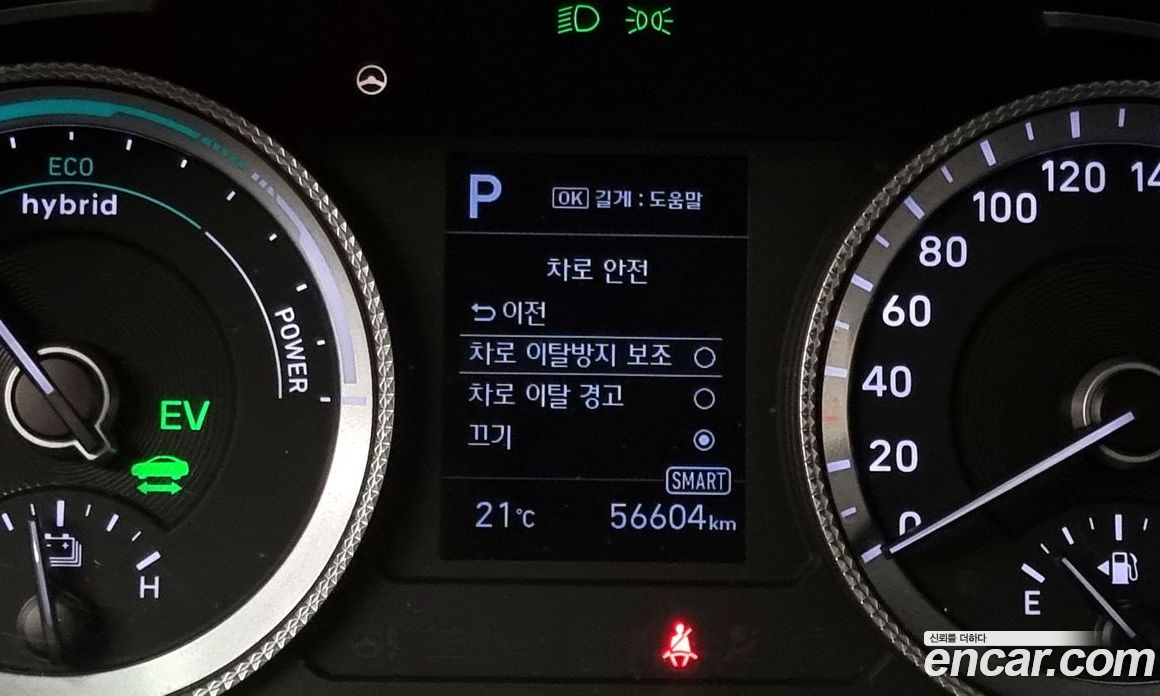 ECO
hybrid
POWER
EV
H
P
OK 길게 : 도움말
차로 안전
이전
차로 이탈방지 보조
차로 이탈 경고
끄기
SMART
21°C 56604 km
120
100
80
60
40
20
0
E
신뢰를 더하다
encar.com